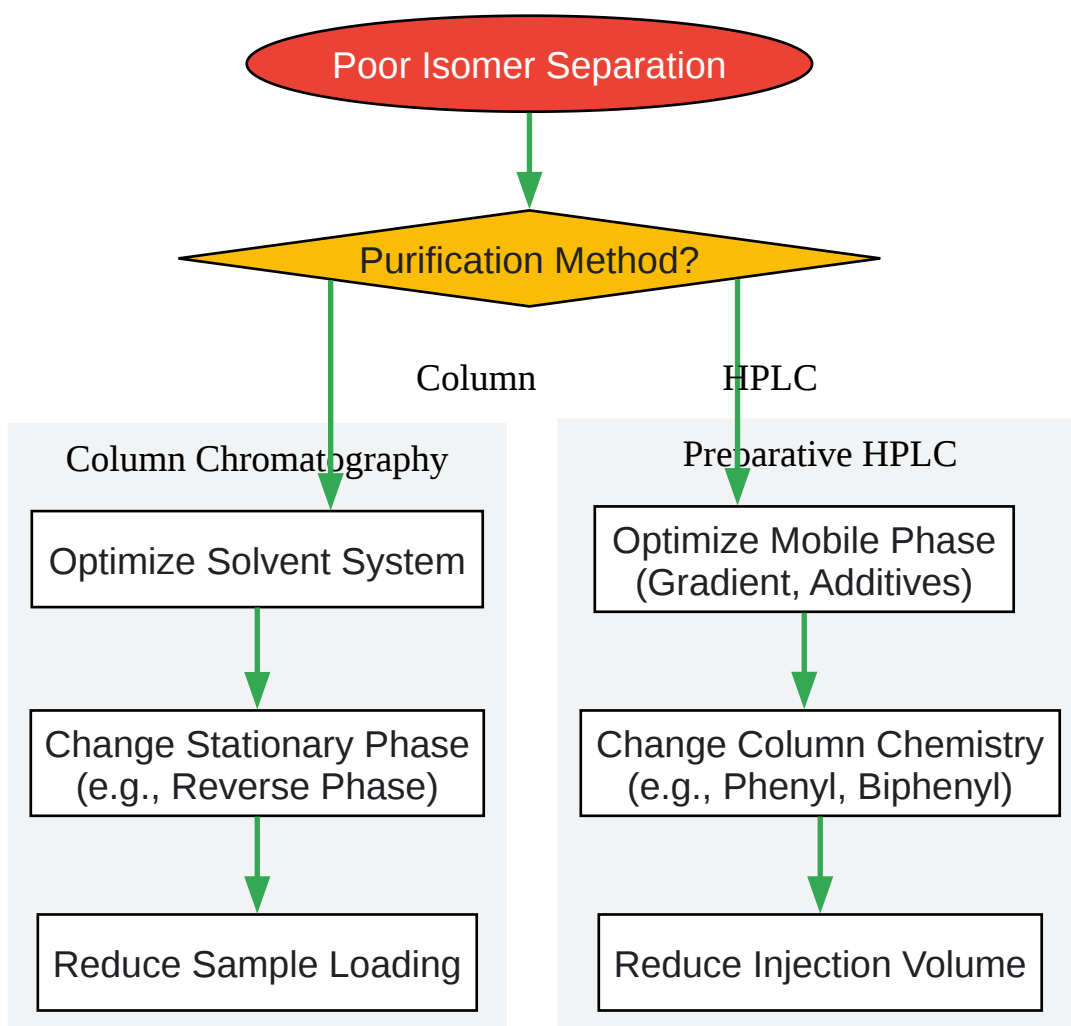 Poor Isomer Separation
Purification Method?
Column
HPLC
Column Chromatography
Optimize Solvent System
Change Stationary Phase
(e.g., Reverse Phase)
Reduce Sample Loading
Preparative HPLC
Optimize Mobile Phase
(Gradient, Additives)
Change Column Chemistry
(e.g., Phenyl, Biphenyl)
Reduce Injection Volume